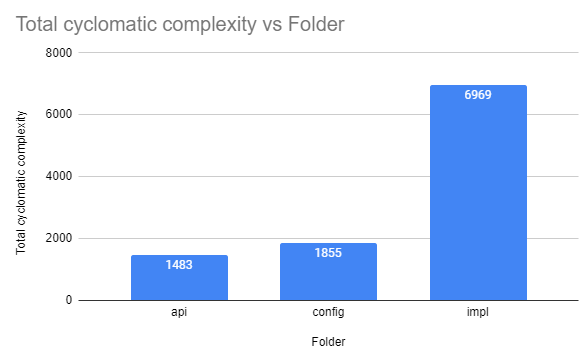 Total cyclomatic complexity vs Folder
Total cyclomatic complexity
8000
6000
4000
2000
0
1483
1855
6969
api
config
impl
Folder